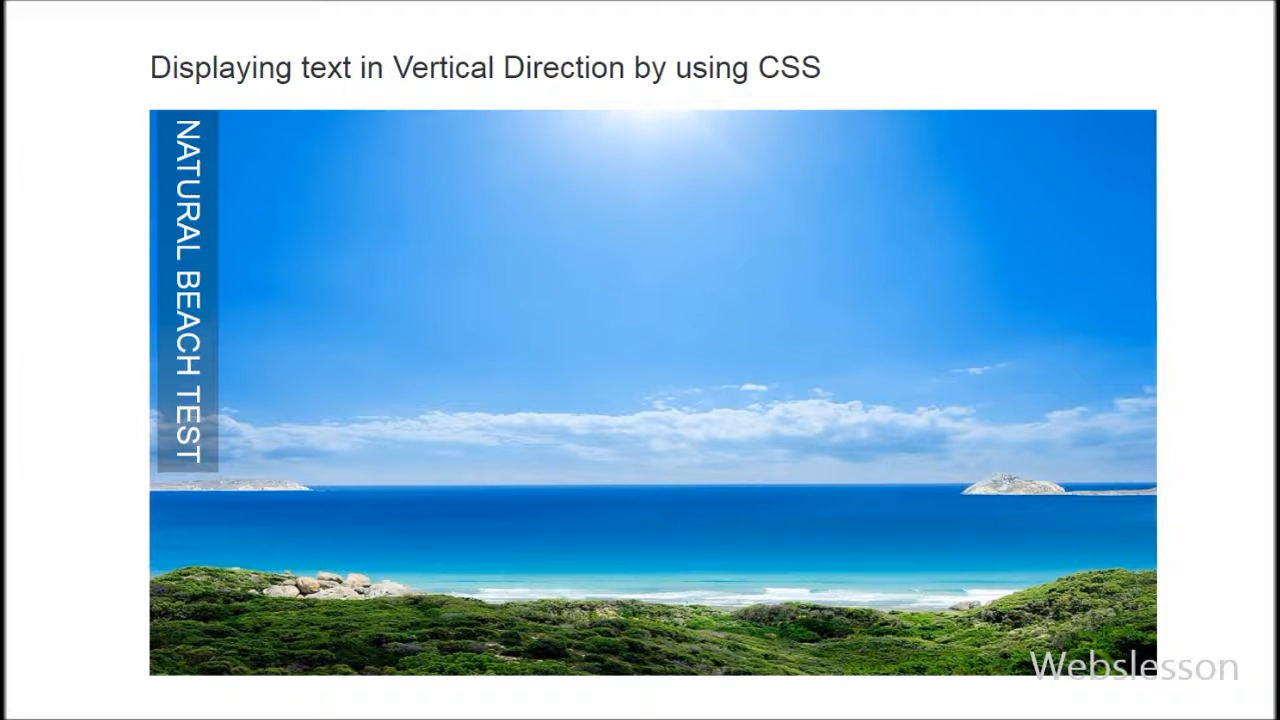 Displaying text in Vertical Direction by using CSS
NATURAL BEACH TEST
Webslesson